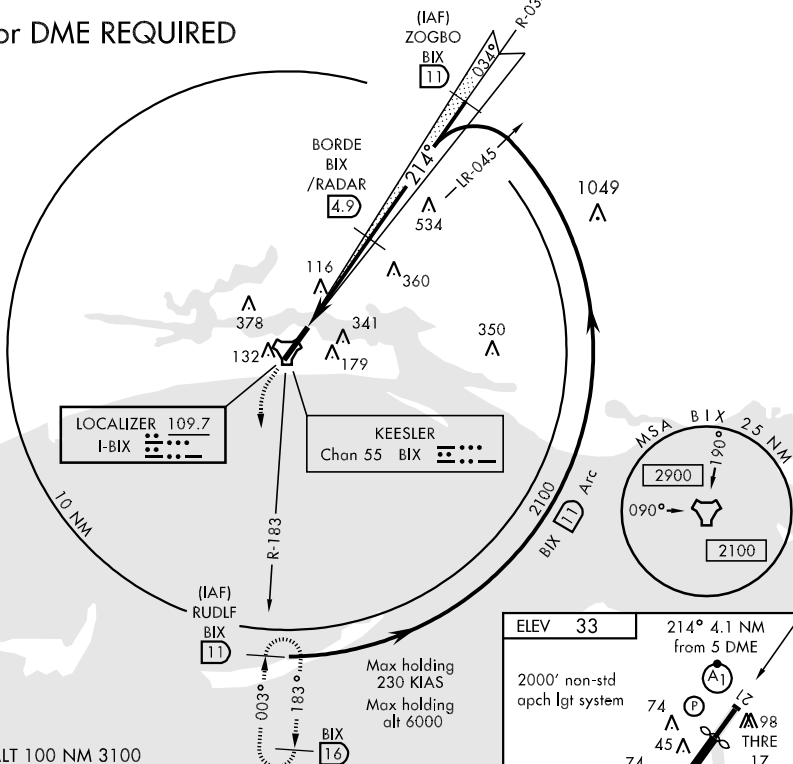 or DME REQUIRED
(IAF)
ZOGBO
BIX
11
034°
BORDE
BIX
/RADAR
4.9
214°
LR-045
1049
534
116
360
378
341
132
179
350
LOCALIZER 109.7
I-BIX
KEESLER
Chan 55 BIX
MSA BIX 25 NM
190°
2900
090°
2100
10 NM
R-183
2100
BIX 11 Arc
(IAF)
RUDLF
BIX
11
003°
183°
Max holding
230 KIAS
Max holding
alt 6000
BIX
16
ELEV 33
214° 4.1 NM
from 5 DME
2000' non-std
apch lgt system
A1
P
21
74
98
45
THRE
ALT 100 NM 3100